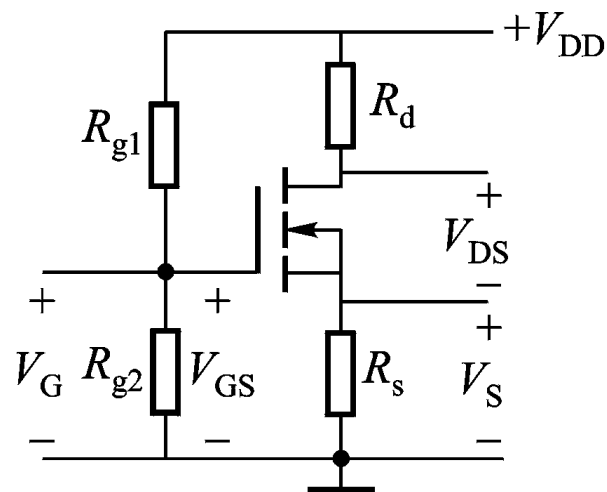 +V_DD
R_d
R_g1
+
V_DS
−
+ +
+
V_G R_g2 V_GS R_s V_S
− − −